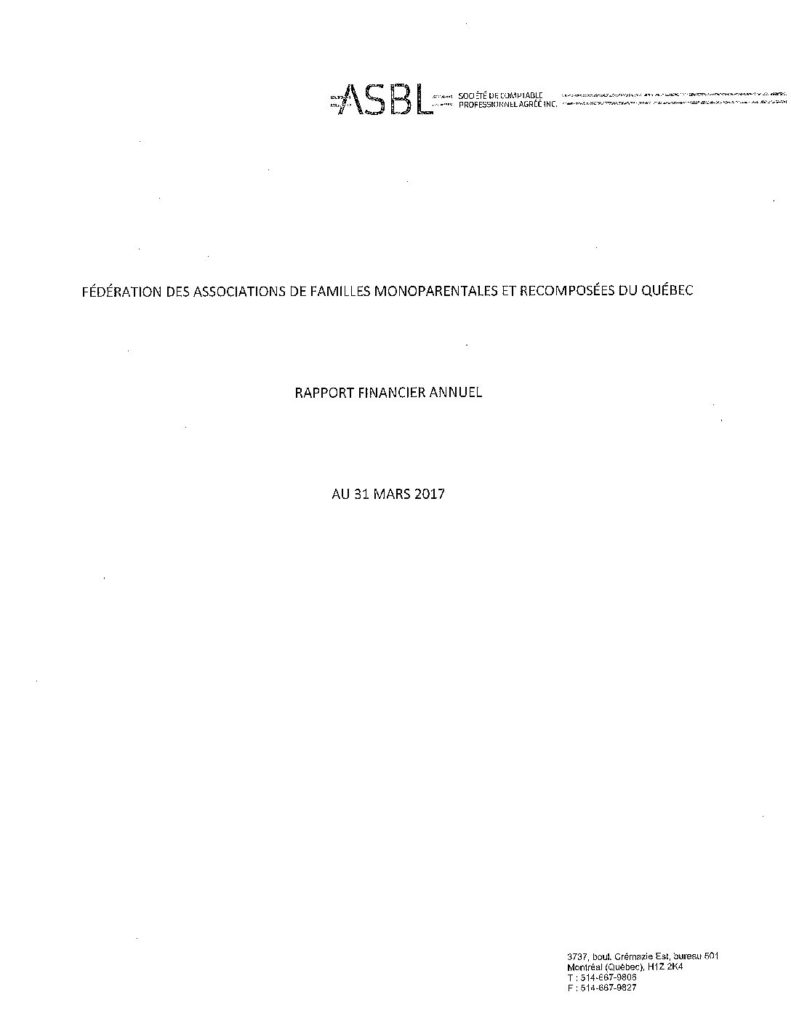 ASBL
SOCIÉTÉ DE COMPTABLE
PROFESSIONNEL AGRÉÉ INC.
FÉDÉRATION DES ASSOCIATIONS DE FAMILLES MONOPARENTALES ET RECOMPOSÉES DU QUÉBEC
RAPPORT FINANCIER ANNUEL
AU 31 MARS 2017
3737, boul. Crémazie Est, bureau 501
Montréal (Québec), H1Z 2K4
T : 514-667-9806
F : 514-667-9827